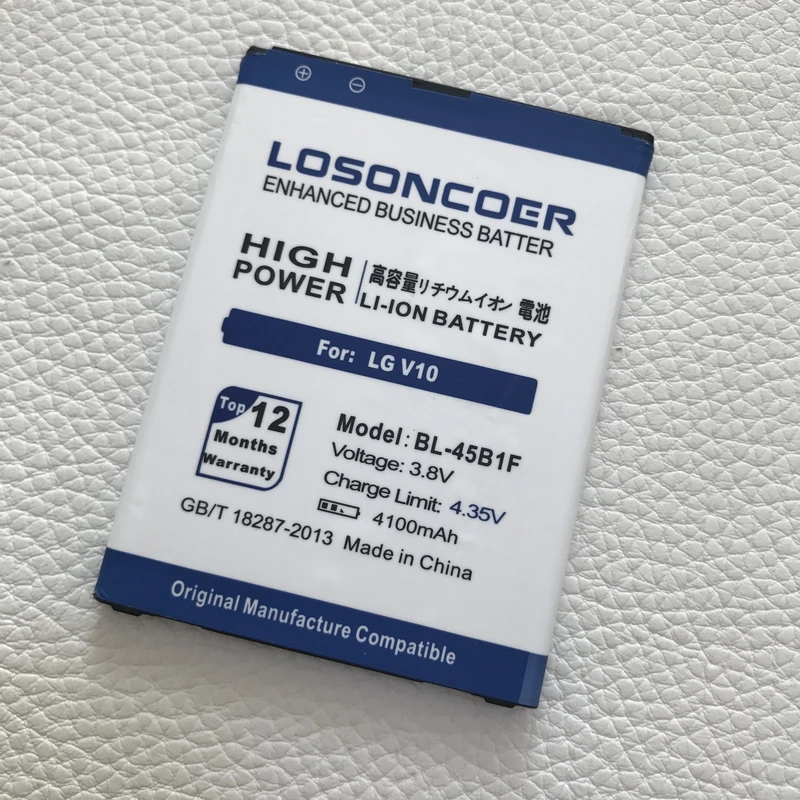 ⊕ ⊖
LOSONCOER
ENHANCED BUSINESS BATTER
HIGH POWER
高容量リチウムイオン 電池
LI-ION BATTERY
For: LG V10
Top 12
Months
Warranty
Model: BL-45B1F
Voltage: 3.8V
Charge Limit: 4.35V
4100mAh
GB/T 18287-2013 Made in China
Original Manufacture Compatible